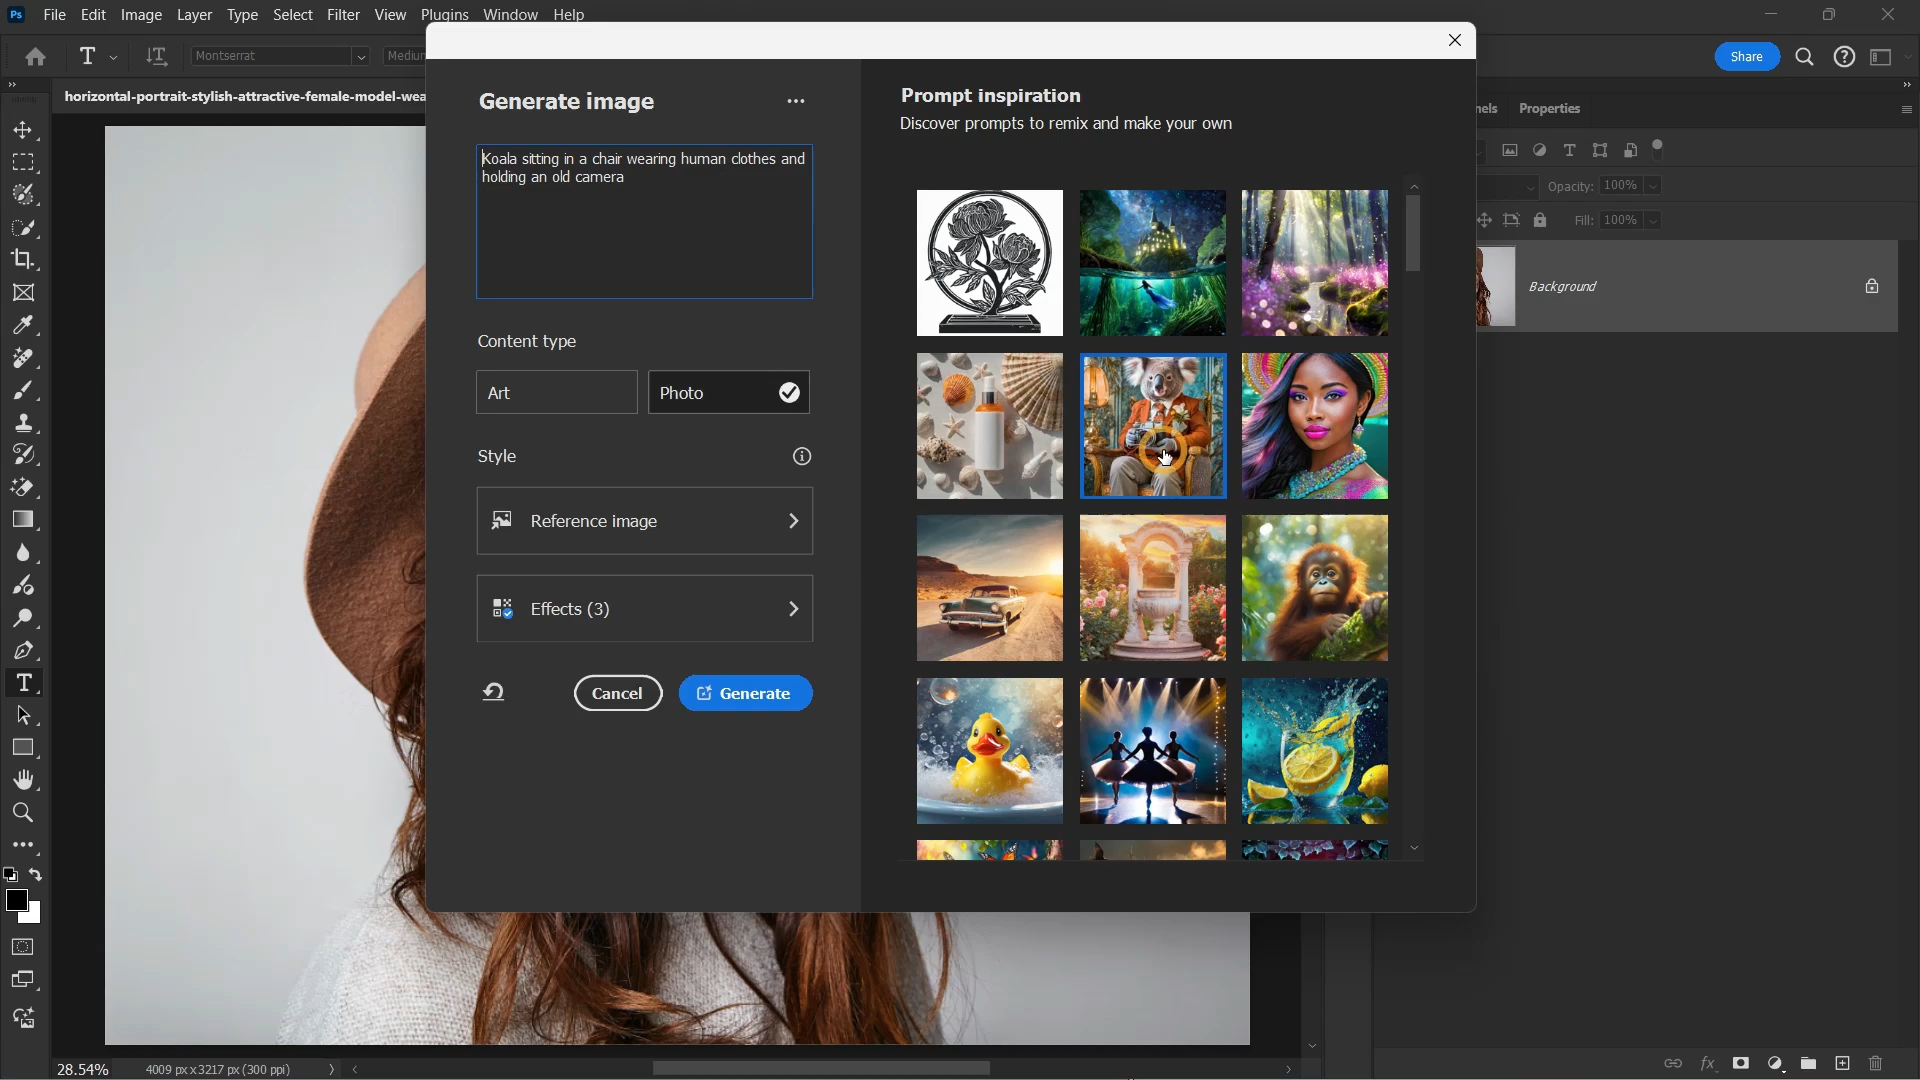 Ps File Edit Image Layer Type Select Filter View Plugins Window Help
T Montserrat
Share
horizontal-portrait-stylish-attractive-female-model-wea
Properties
Opacity: 100%
Fill: 100%
Background
Generate image
Koala sitting in a chair wearing human clothes and
holding an old camera
Content type
Art
Photo
Style
Reference image
Effects (3)
Cancel
Generate
Prompt inspiration
Discover prompts to remix and make your own
28.54%
4009 px x 3217 px (300 ppi)
fx